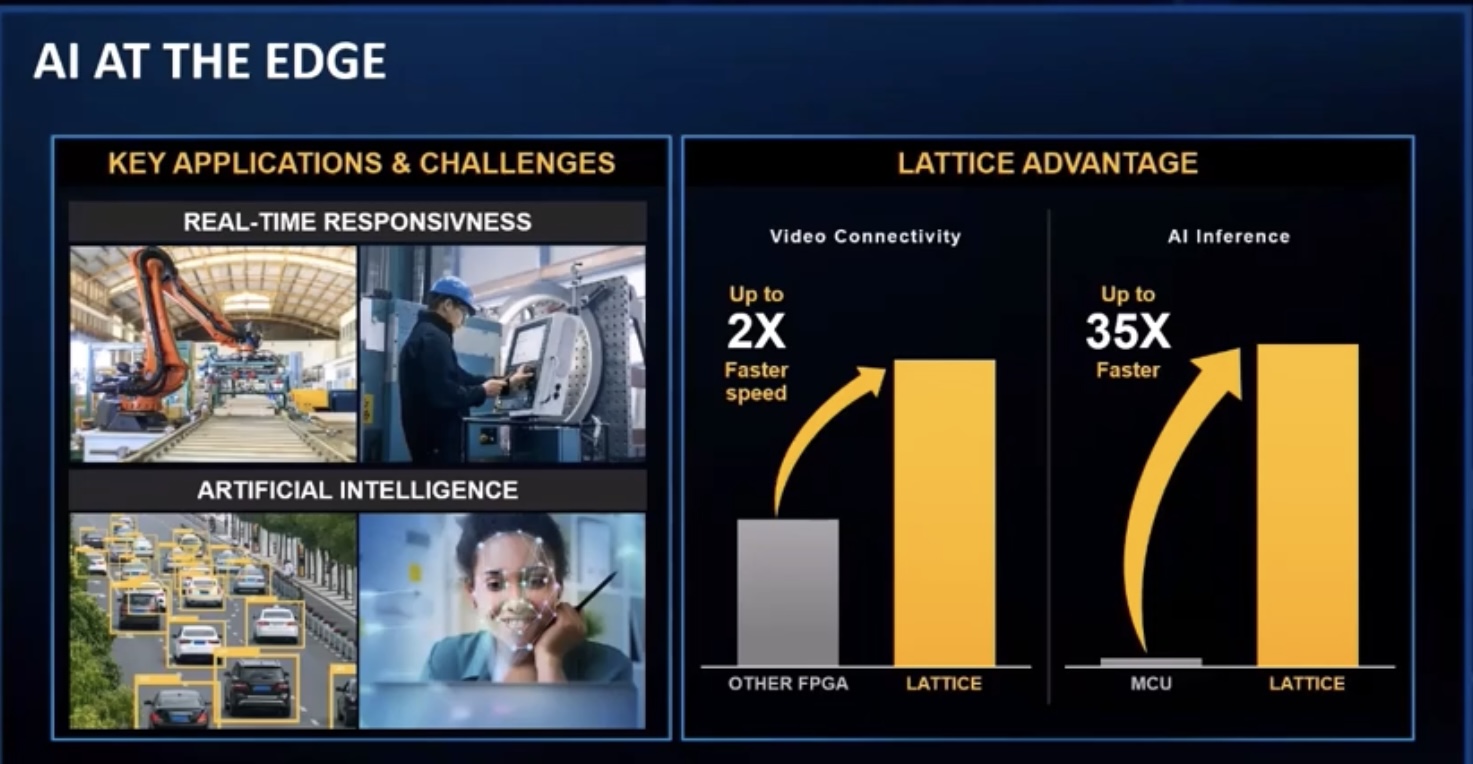 AI AT THE EDGE
KEY APPLICATIONS & CHALLENGES
REAL-TIME RESPONSIVNESS
ARTIFICIAL INTELLIGENCE
LATTICE ADVANTAGE
Video Connectivity
Up to
2X
Faster
speed
OTHER FPGA
LATTICE
AI Inference
Up to
35X
Faster
MCU
LATTICE